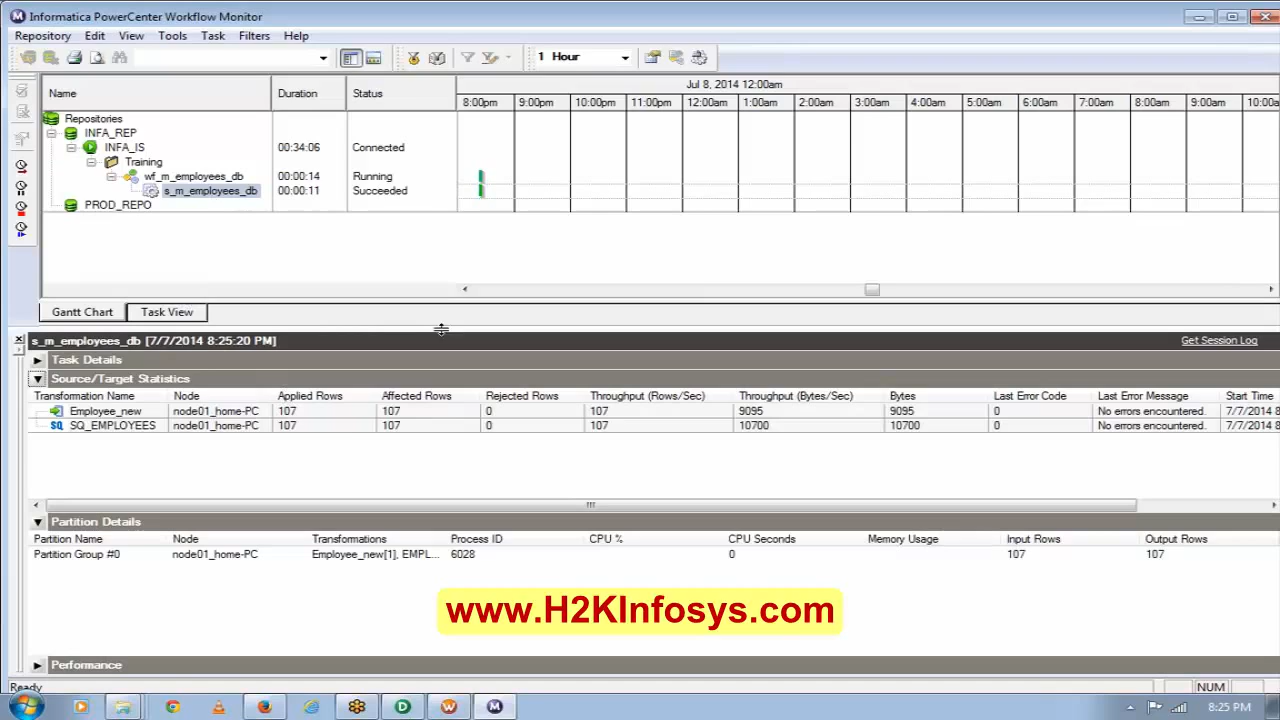 Informatica PowerCenter Workflow Monitor
Repository Edit View Tools Task Filters Help
1 Hour
Name Duration Status
Jul 8, 2014 12:00am
8:00pm 9:00pm 10:00pm 11:00pm 12:00am 1:00am 2:00am 3:00am 4:00am 5:00am 6:00am 7:00am 8:00am 9:00am 10:00a
Repositories
INFA_REP
INFA_IS 00:34:06 Connected
Training
wf_m_employees_db 00:00:14 Running
s_m_employees_db 00:00:11 Succeeded
PROD_REPO
Gantt Chart Task View
s_m_employees_db [7/7/2014 8:25:20 PM] Get Session Log
Task Details
Source/Target Statistics
Transformation Name Node Applied Rows Affected Rows Rejected Rows Throughput (Rows/Sec) Throughput (Bytes/Sec) Bytes Last Error Code Last Error Message Start Time
Employee_new node01_home-PC 107 107 0 107 9095 9095 0 No errors encountered. 7/7/2014 8
SQ_EMPLOYEES node01_home-PC 107 107 0 107 10700 10700 0 No errors encountered. 7/7/2014 8
Partition Details
Partition Name Node Transformations Process ID CPU % CPU Seconds Memory Usage Input Rows Output Rows
Partition Group #0 node01_home-PC Employee_new[1], EMPL... 6028 0 107 107
www.H2KInfosys.com
Performance
Ready NUM
8:25 PM